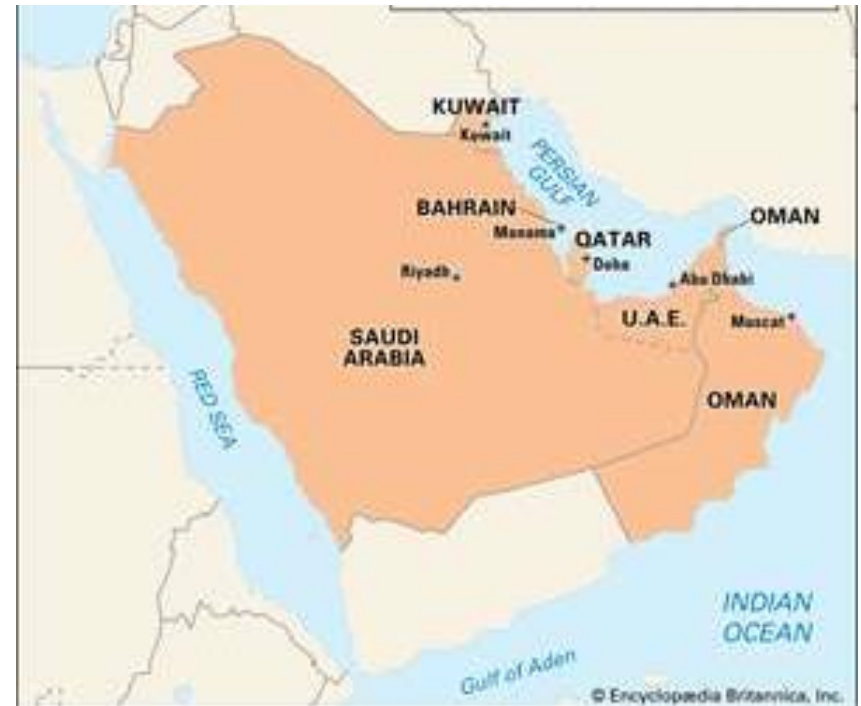 KUWAIT
Kuwait
PERSIAN
GULF
BAHRAIN
Manama
QATAR
Doha
OMAN
Riyadh
Abu Dhabi
U.A.E.
Muscat
SAUDI
ARABIA
RED SEA
OMAN
INDIAN
OCEAN
Gulf of Aden
© Encyclopædia Britannica, Inc.